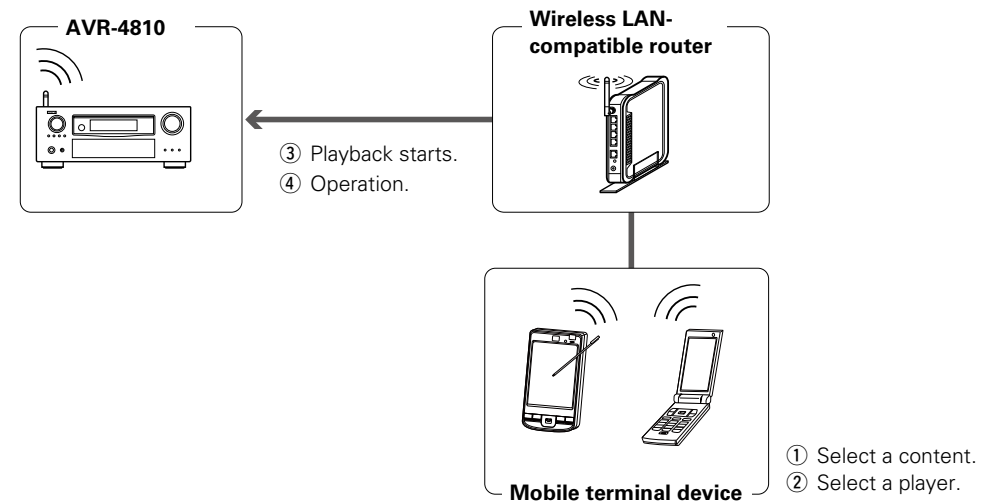 AVR-4810
Wireless LAN-
compatible router
③ Playback starts.
④ Operation.
① Select a content.
② Select a player.
Mobile terminal device